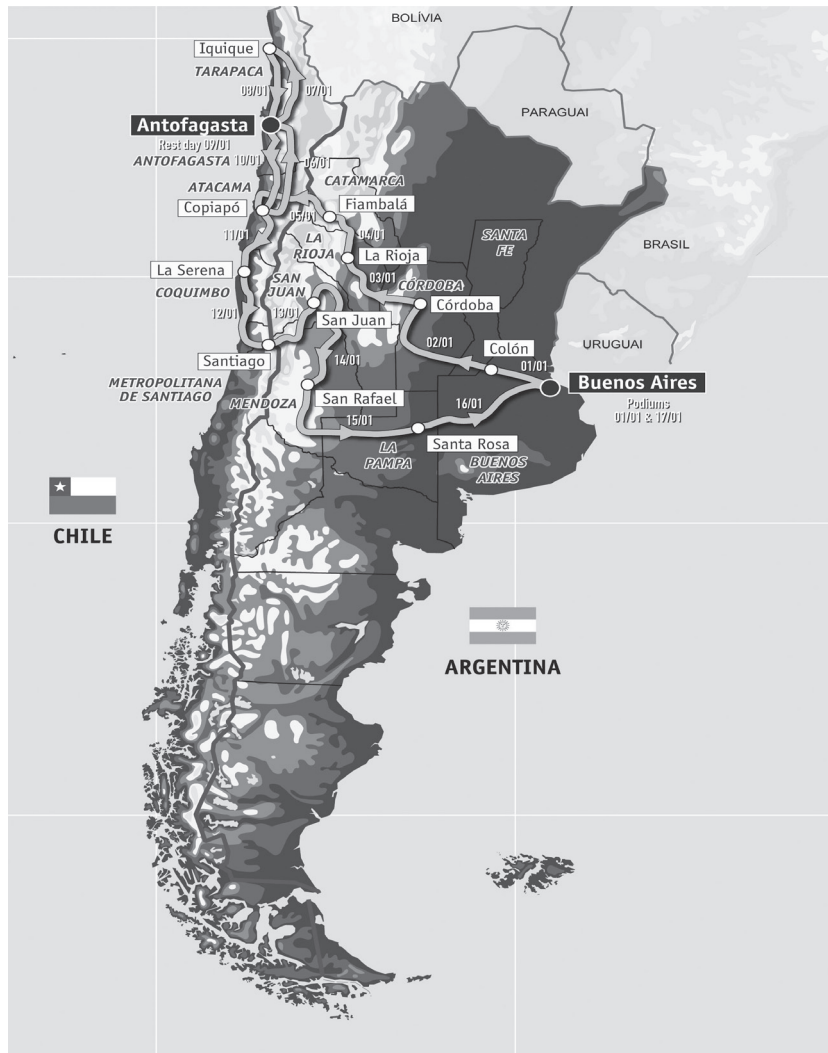 BOLÍVIA
Iquique
TARAPACA
08/01
07/01
PARAGUAI
Antofagasta
Rest day 09/01
ANTOFAGASTA
10/01
06/01
CATAMARCA
ATACAMA
Copiapó
05/01
Fiambalá
04/01
11/01
LA
RIOJA
La Rioja
SANTA
FE
BRASIL
La Serena
COQUIMBO
SAN
JUAN
03/01
CÓRDOBA
Córdoba
12/01
13/01
San Juan
02/01
URUGUAI
Santiago
14/01
Colón
01/01
METROPOLITANA
DE SANTIAGO
MENDOZA
San Rafael
Buenos Aires
Podiums
01/01 & 17/01
15/01
16/01
Santa Rosa
LA
PAMPA
BUENOS
AIRES
CHILE
ARGENTINA